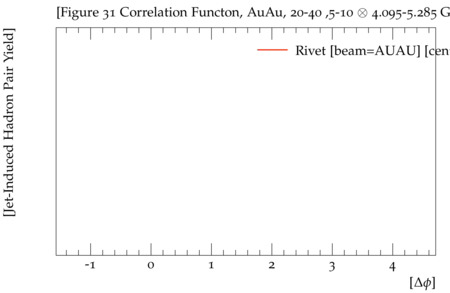 [Figure 31 Correlation Functon, AuAu, 20-40 ,5-10 ⊗ 4.095-5.285 G
Rivet [beam=AUAU] [cen
[Jet-Induced Hadron Pair Yield]
-1 0 1 2 3 4
[Δϕ]